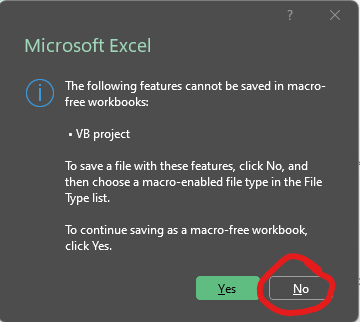 ?
Microsoft Excel
The following features cannot be saved in macro-
free workbooks:
• VB project
To save a file with these features, click No, and
then choose a macro-enabled file type in the File
Type list.
To continue saving as a macro-free workbook,
click Yes.
Yes No